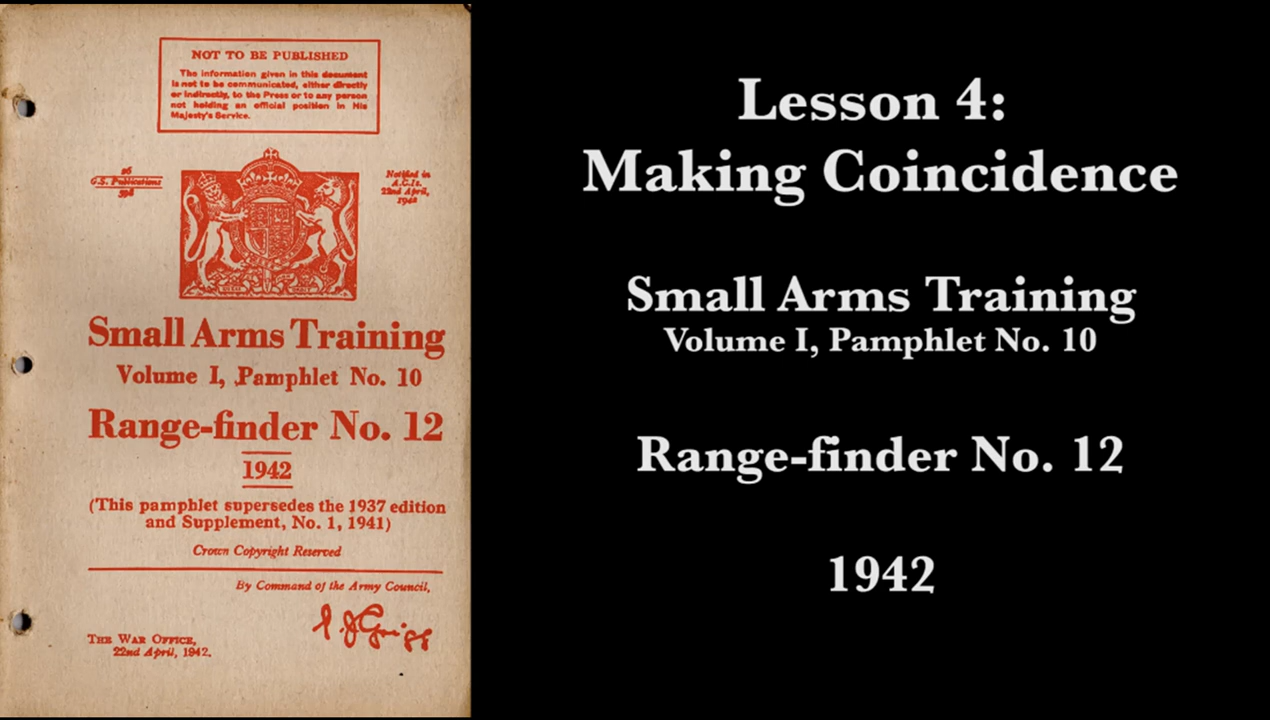 NOT TO BE PUBLISHED
The information given in this document
is not to be communicated, either directly
or indirectly, to the Press or to any person
not holding an official position in His
Majesty's Service.
26
G.S. Publications
Notified in
A.C.Is.
22nd April,
1942
Small Arms Training
Volume I, Pamphlet No. 10
Range-finder No. 12
1942
(This pamphlet supersedes the 1937 edition
and Supplement, No. 1, 1941)
Crown Copyright Reserved
By Command of the Army Council,
THE WAR OFFICE,
22nd April, 1942.
Lesson 4:
Making Coincidence
Small Arms Training
Volume I, Pamphlet No. 10
Range-finder No. 12
1942